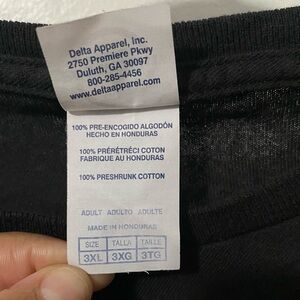 Delta Apparel, Inc.
2750 Premiere Pkwy
Duluth, GA 30097
800-285-4456
www.deltaapparel.com
100% PRE-ENCOGIDO ALGODÓN
HECHO EN HONDURAS
100% PRÉRÉTRÉCI COTON
FABRIQUE AU HONDURAS
100% PRESHRUNK COTTON
ADULT ADULTO ADULTE
MADE IN HONDURAS
SIZE TALLA TAILLE
3XL 3XG 3TG